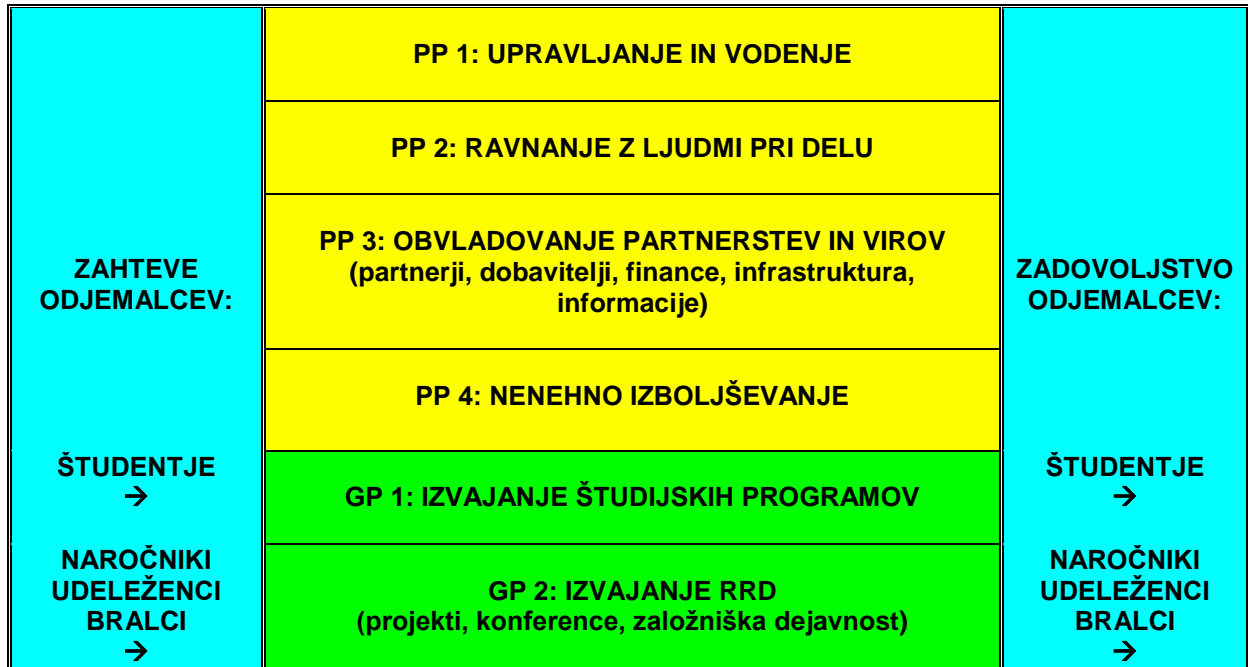 ZAHTEVE
ODJEMALCEV:
ŠTUDENTJE
→
NAROČNIKI
UDELEŽENCI
BRALCI
→
PP 1: UPRAVLJANJE IN VODENJE
PP 2: RAVNANJE Z LJUDMI PRI DELU
PP 3: OBVLADOVANJE PARTNERSTEV IN VIROV
(partnerji, dobavitelji, finance, infrastruktura,
informacije)
PP 4: NENEHNO IZBOLJŠEVANJE
GP 1: IZVAJANJE ŠTUDIJSKIH PROGRAMOV
GP 2: IZVAJANJE RRD
(projekti, konference, založniška dejavnost)
ZADOVOLJSTVO
ODJEMALCEV:
ŠTUDENTJE
→
NAROČNIKI
UDELEŽENCI
BRALCI
→